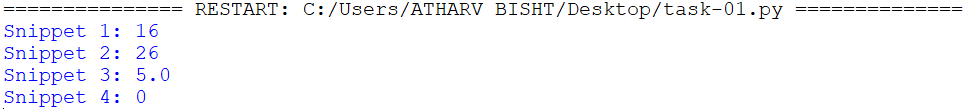 =============== RESTART: C:/Users/ATHARV BISHT/Desktop/task-01.py ==============
Snippet 1: 16
Snippet 2: 26
Snippet 3: 5.0
Snippet 4: 0